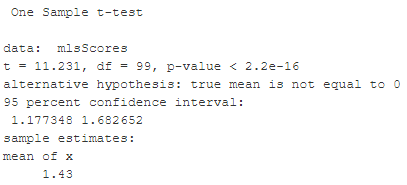 One Sample t-test
data: mlsScores
t = 11.231, df = 99, p-value < 2.2e-16
alternative hypothesis: true mean is not equal to 0
95 percent confidence interval:
1.177348 1.682652
sample estimates:
mean of x
1.43